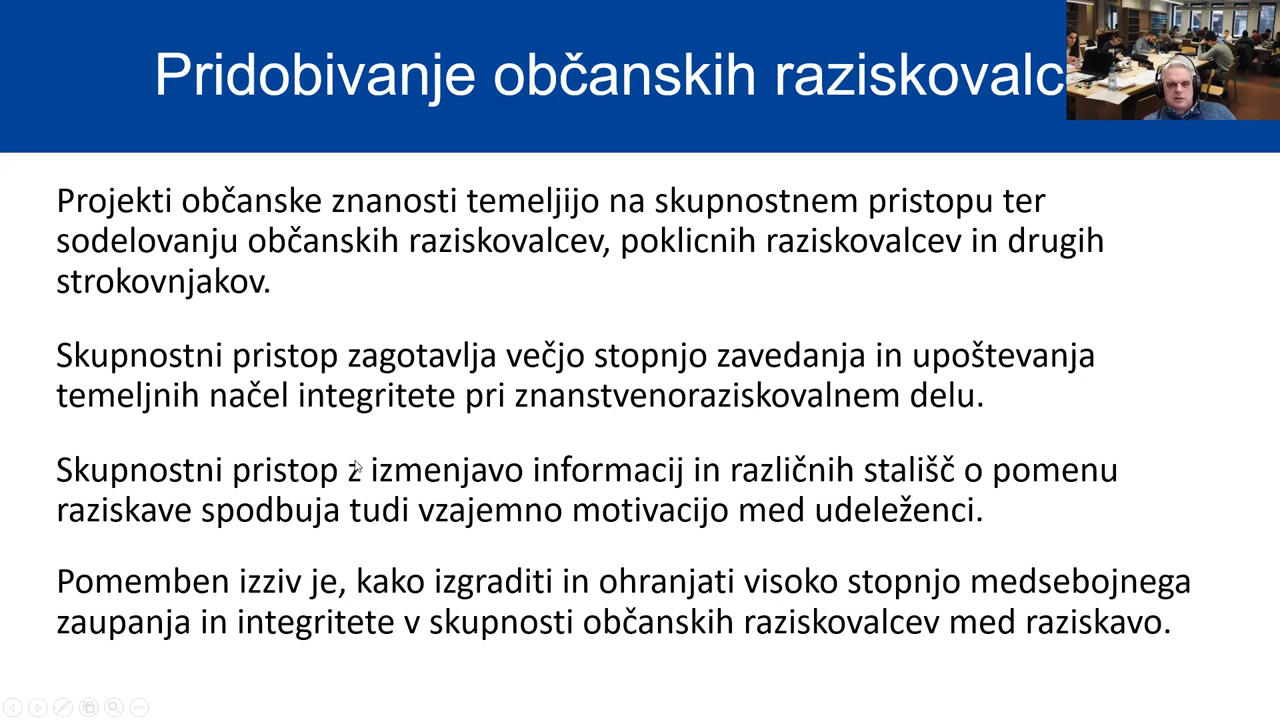 Pridobivanje občanskih raziskovalc
Projekti občanske znanosti temeljijo na skupnostnem pristopu ter
sodelovanju občanskih raziskovalcev, poklicnih raziskovalcev in drugih
strokovnjakov.
Skupnostni pristop zagotavlja večjo stopnjo zavedanja in upoštevanja
temeljnih načel integritete pri znanstvenoraziskovalnem delu.
Skupnostni pristop z izmenjavo informacij in različnih stališč o pomenu
raziskave spodbuja tudi vzajemno motivacijo med udeleženci.
Pomemben izziv je, kako izgraditi in ohranjati visoko stopnjo medsebojnega
zaupanja in integritete v skupnosti občanskih raziskovalcev med raziskavo.